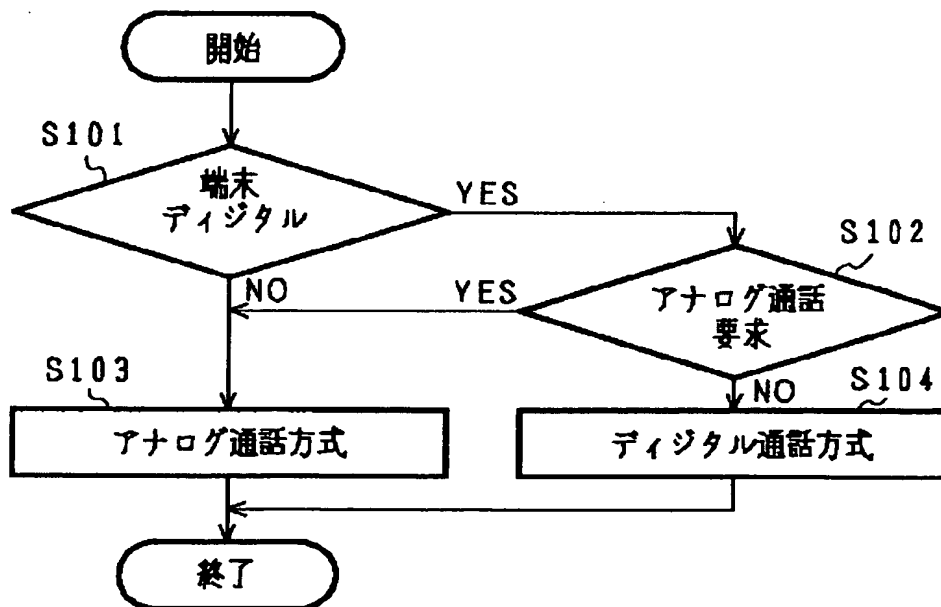 開始
S101
端末
ディジタル
YES
S102
NO
YES
アナログ通話
要求
S103
NO
S104
アナログ通話方式
ディジタル通話方式
終了